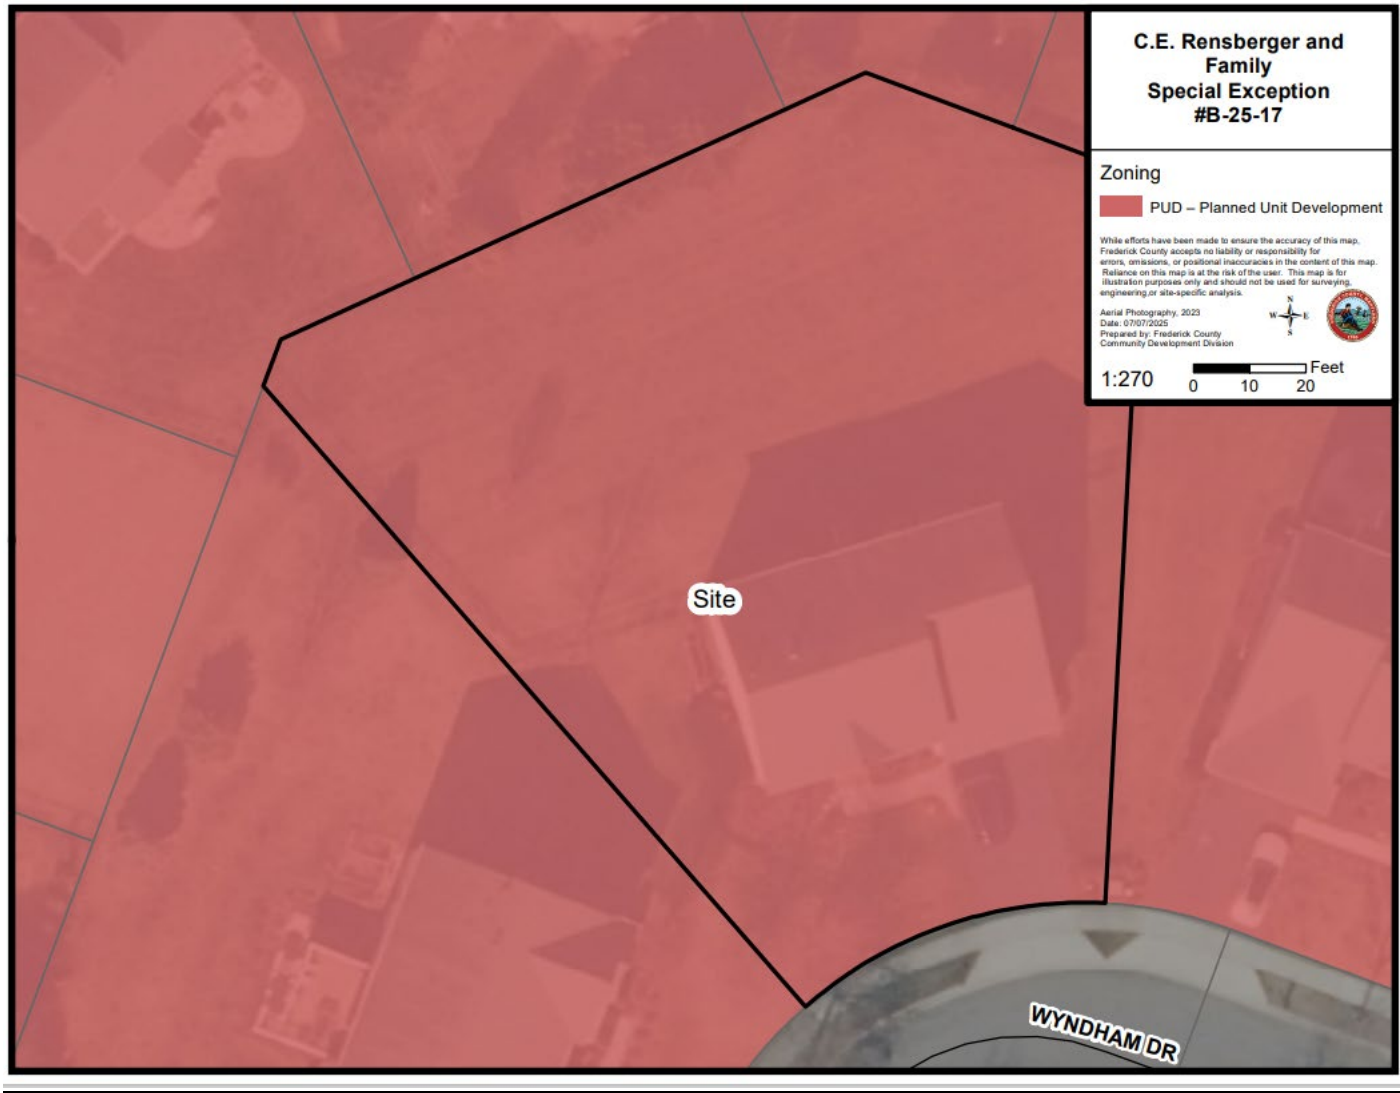 C.E. Rensberger and
Family
Special Exception
#B-25-17
Zoning
PUD – Planned Unit Development
While efforts have been made to ensure the accuracy of this map,
Frederick County accepts no liability or responsibility for
errors, omissions, or positional inaccuracies in the content of this map.
Reliance on this map is at the risk of the user. This map is for
illustration purposes only and should not be used for surveying,
engineering,or site-specific analysis.
N
W E
S
Aerial Photography, 2023
Date: 07/07/2025
Prepared by: Frederick County
Community Development Division
1:270
Feet
0 10 20
Site
WYNDHAM DR